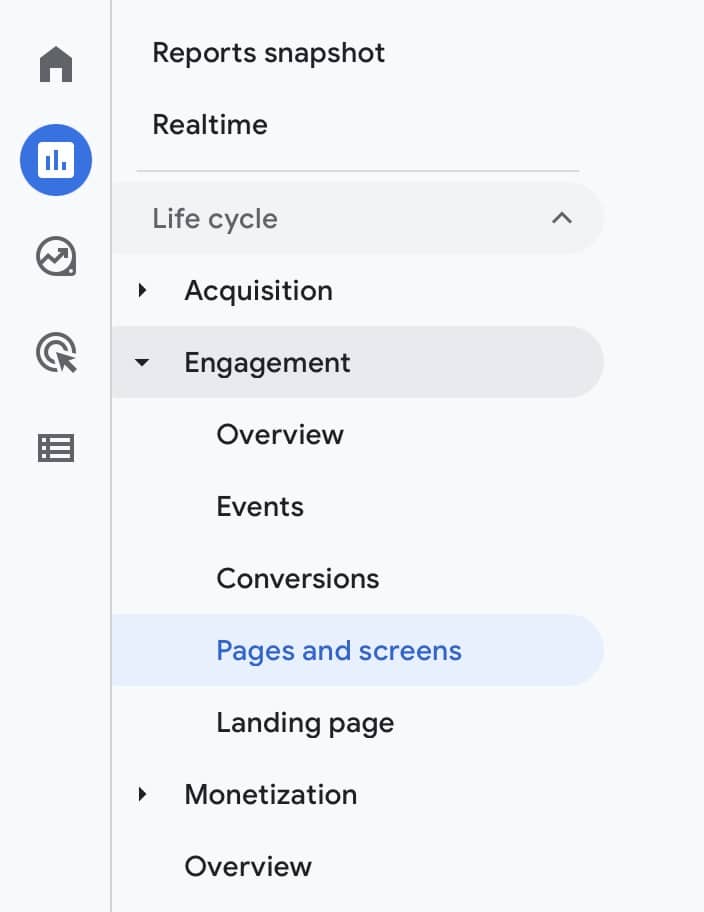 Reports snapshot
Realtime
Life cycle
Acquisition
Engagement
Overview
Events
Conversions
Pages and screens
Landing page
Monetization
Overview